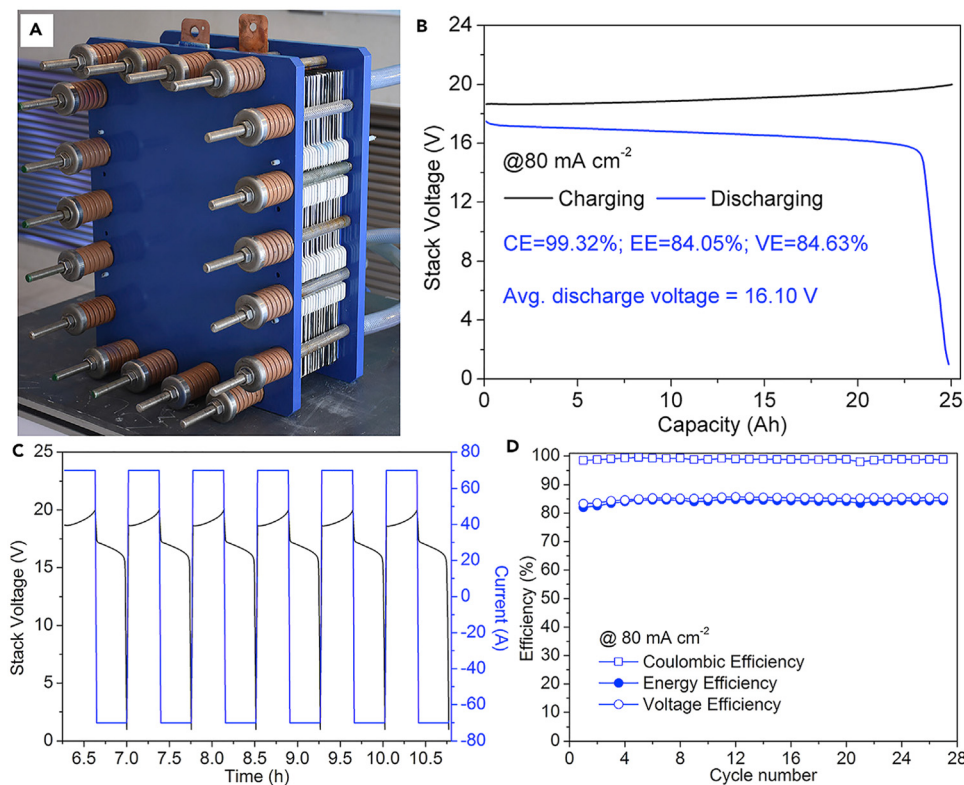 A
B
24
20
16
12
8
4
0
Stack Voltage (V)
@80 mA cm-2
Charging
Discharging
CE=99.32%; EE=84.05%; VE=84.63%
Avg. discharge voltage = 16.10 V
0
5
10
15
20
25
Capacity (Ah)
C
25
20
15
10
5
0
Stack Voltage (V)
80
70
60
40
20
0
-20
-40
-60
-70
-80
Current (A)
6.5
7.0
7.5
8.0
8.5
9.0
9.5
10.0
10.5
Time (h)
D
100
90
80
70
60
50
40
30
20
10
0
Efficiency (%)
@ 80 mA cm-2
Coulombic Efficiency
Energy Efficiency
Voltage Efficiency
0
4
8
12
16
20
24
28
Cycle number